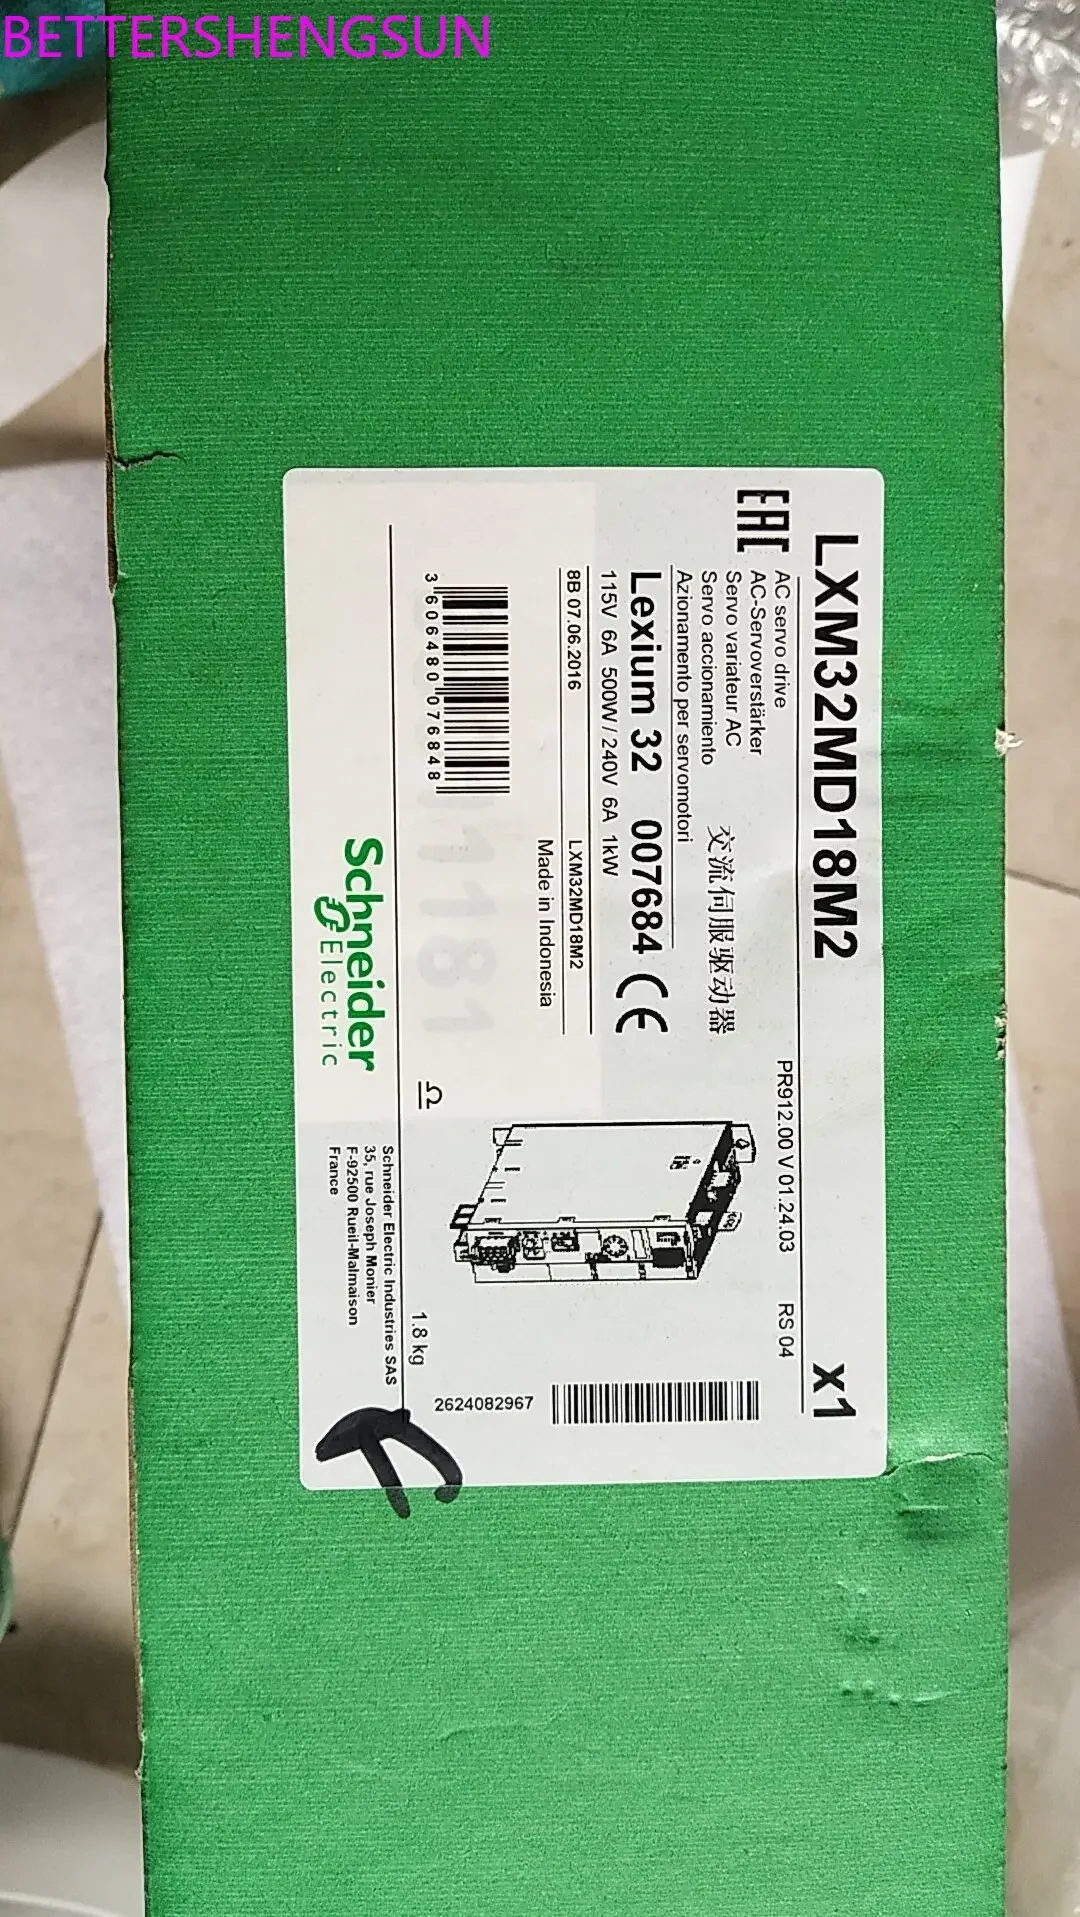 BETTERSHENGSUN
LXM32MD18M2 x1
EAC
AC servo drive
AC-Servoverstärker
Servo variateur AC
Servo accionamiento
Azionamento per servomotori
交流伺服驱动器
PR912.00 V 01.24.03 RS 04
Lexium 32 007684 CE
115V 6A 500W / 240V 6A 1kW
8B 07.06.2016 LXM32MD18M2
Made in Indonesia
3 606480 076848
2624082967
1.8 kg
Schneider
Electric
Schneider Electric Industries SAS
35, rue Joseph Monier
F-92500 Rueil-Malmaison
France